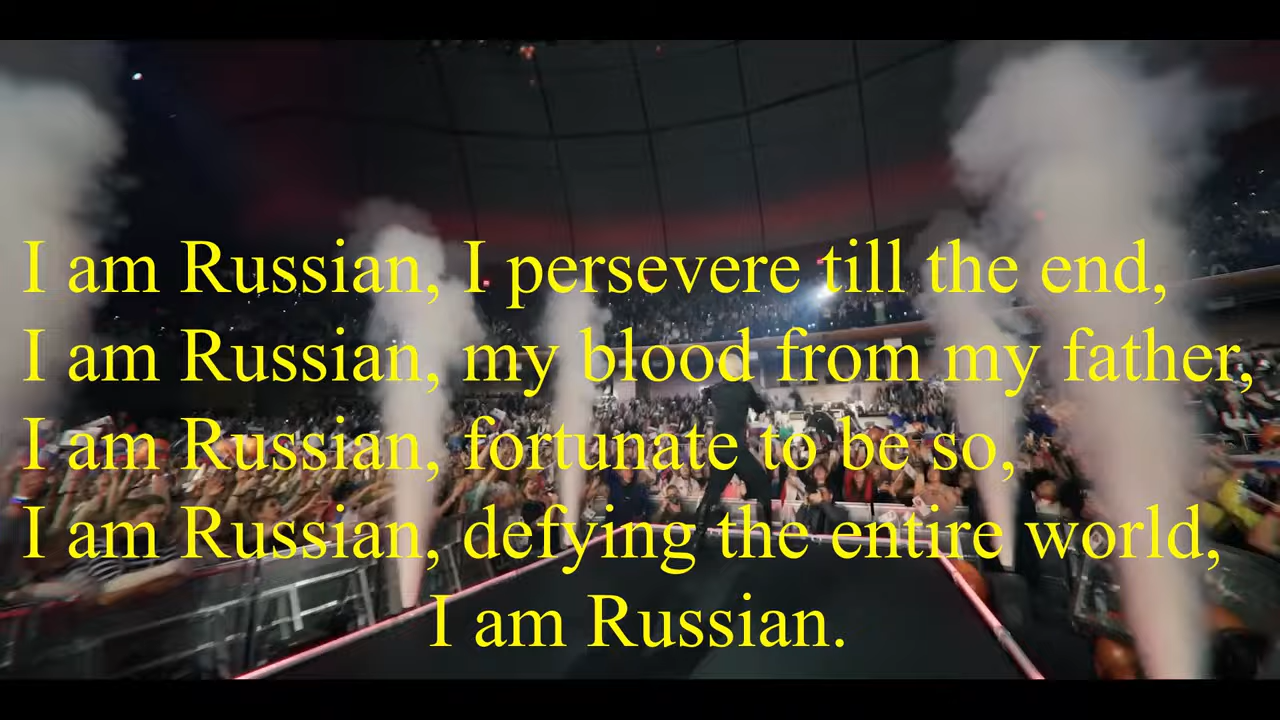 I am Russian, I persevere till the end,
I am Russian, my blood from my father,
I am Russian, fortunate to be so,
I am Russian, defying the entire world,
I am Russian.